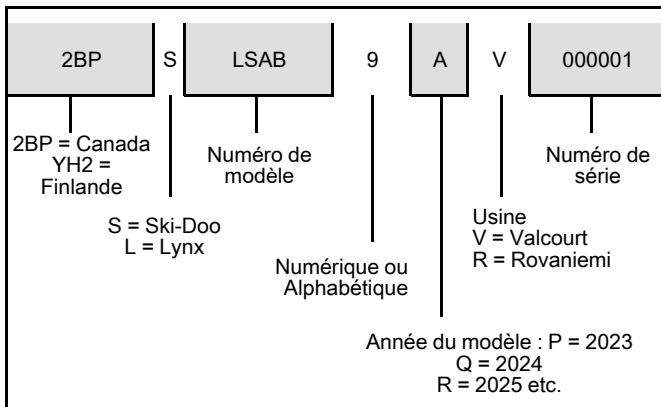 2BP S LSAB 9 A V 000001
2BP = Canada
YH2 =
Finlande
Numéro de
modèle
Numéro de
série
S = Ski-Doo
L = Lynx
Usine
V = Valcourt
R = Rovaniemi
Numérique ou
Alphabétique
Année du modèle : P = 2023
Q = 2024
R = 2025 etc.